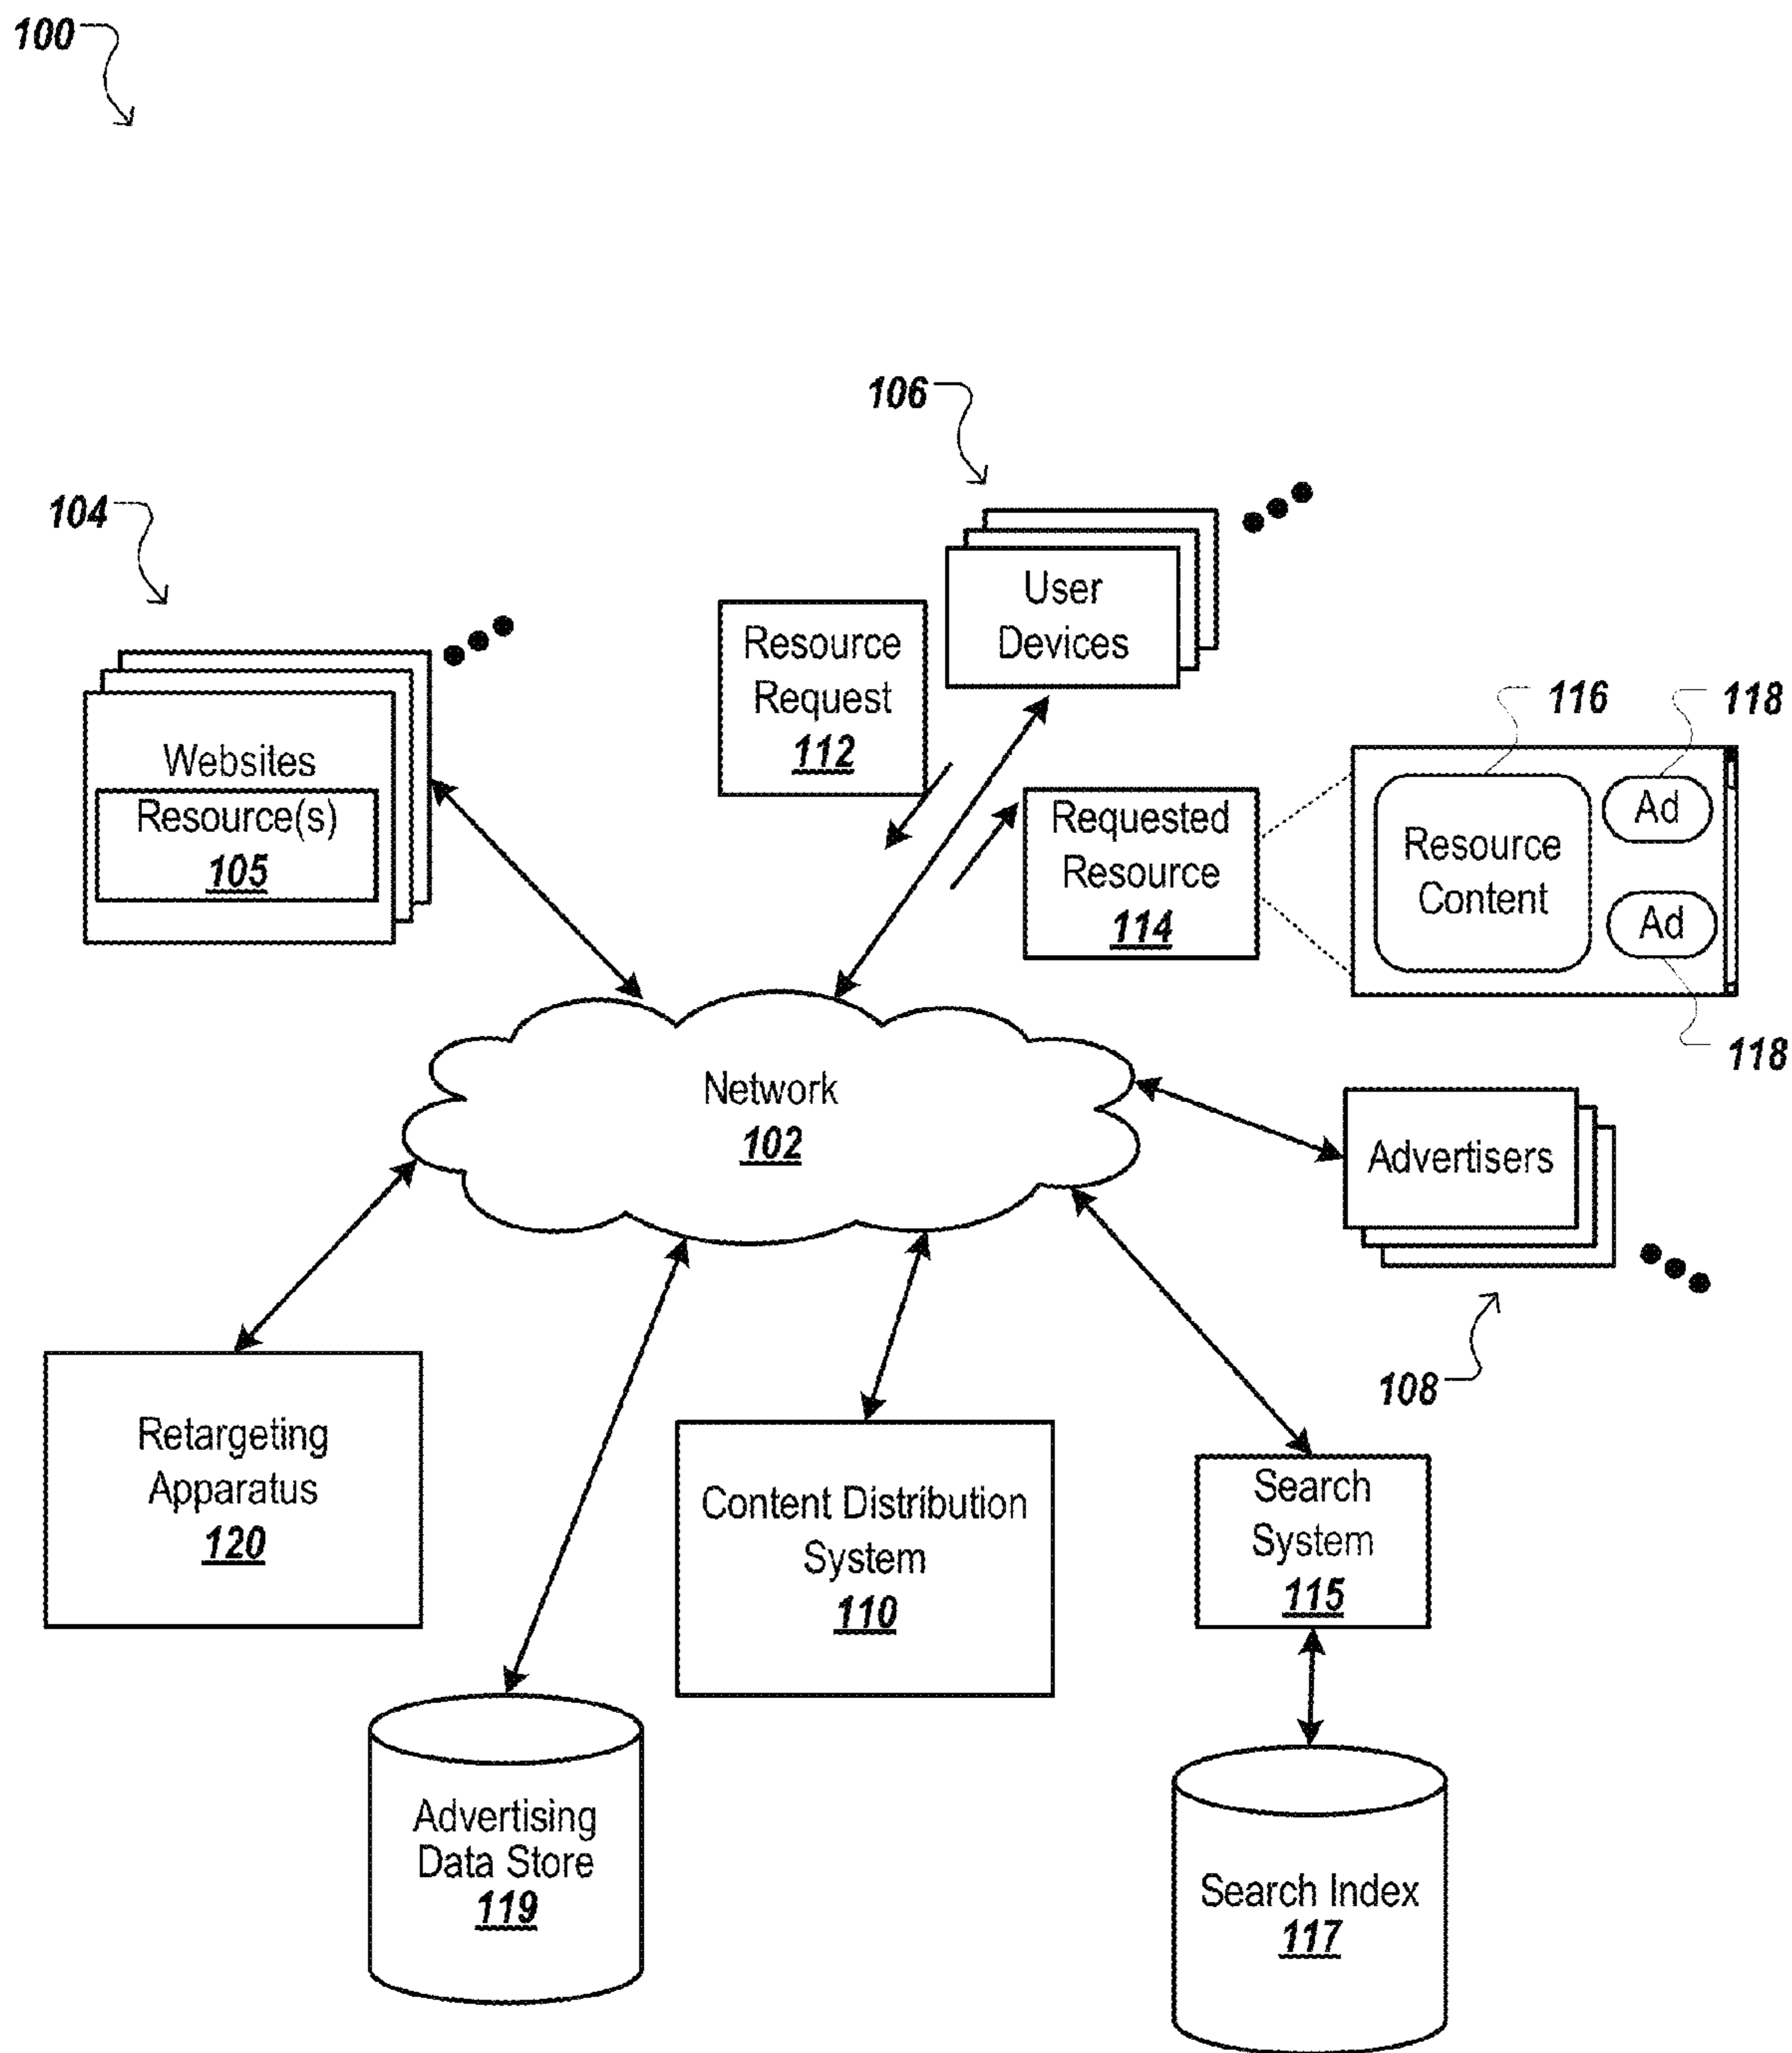 100
106
104
User
Devices
Resource
Request
112
Websites
Resource(s)
105
116
118
Requested
Resource
114
Resource
Content
Ad
Ad
118
Network
102
Advertisers
108
Retargeting
Apparatus
120
Content Distribution
System
110
Search
System
115
Advertising
Data Store
119
Search Index
117